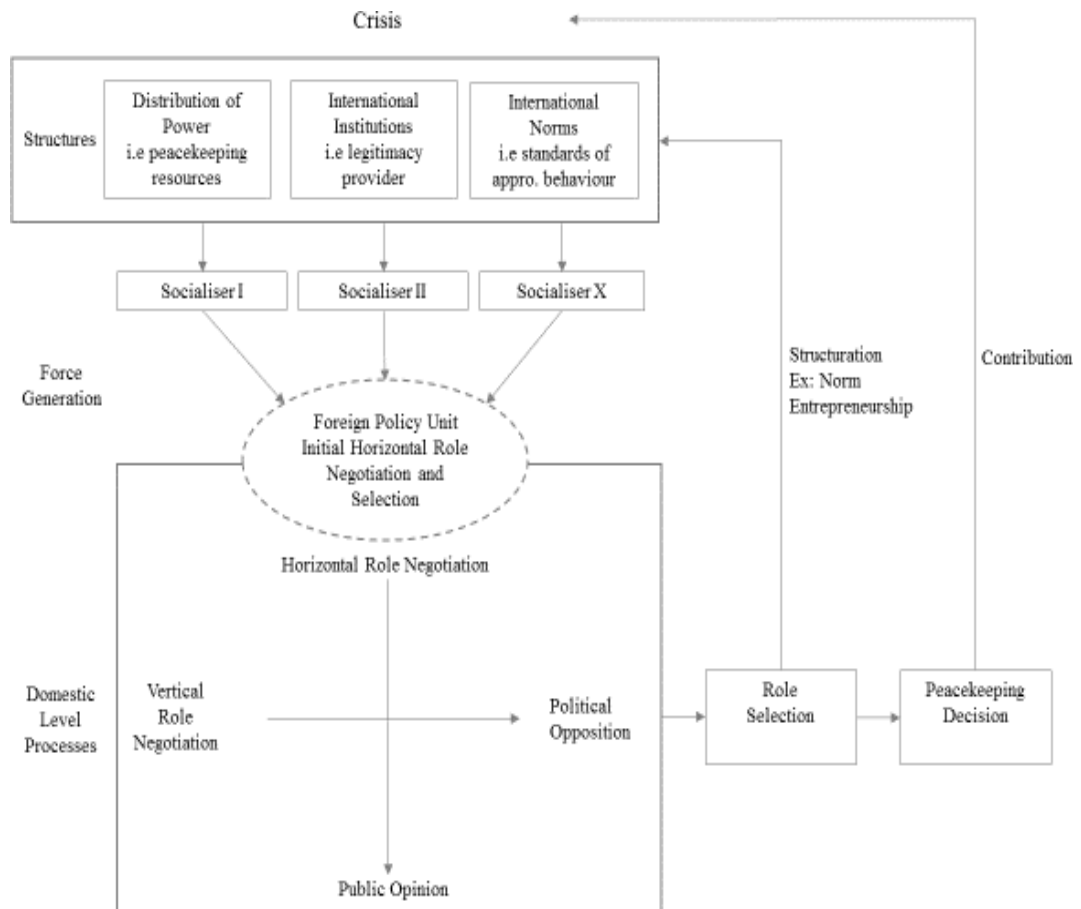 Crisis
Structures
Distribution of
Power
i.e peacekeeping
resources
International
Institutions
i.e legitimacy
provider
International
Norms
i.e standards of
appro. behaviour
Socialiser I
Socialiser II
Socialiser X
Force
Generation
Structuration
Ex: Norm
Entrepreneurship
Contribution
Foreign Policy Unit
Initial Horizontal Role
Negotiation and
Selection
Horizontal Role Negotiation
Domestic
Level
Processes
Vertical
Role
Negotiation
Political
Opposition
Role
Selection
Peacekeeping
Decision
Public Opinion